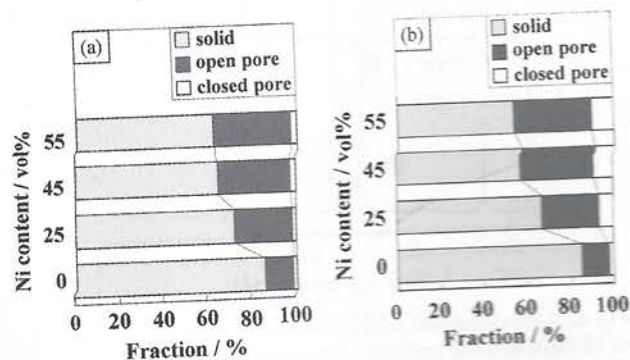 (a)
solid
open pore
closed pore
Ni content / vol%
55
45
25
0
0 20 40 60 80 100
Fraction / %
(b)
solid
open pore
closed pore
Ni content / vol%
55
45
25
0
0 20 40 60 80 100
Fraction / %